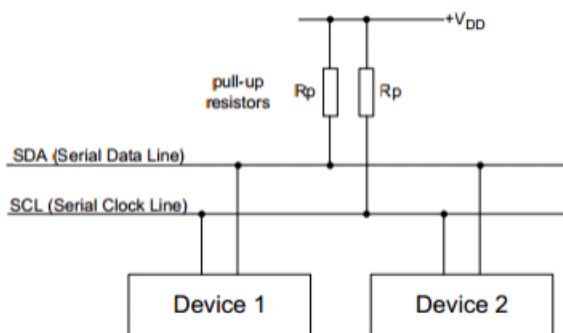 +VDD
pull-up
resistors
Rp
Rp
SDA (Serial Data Line)
SCL (Serial Clock Line)
Device 1
Device 2